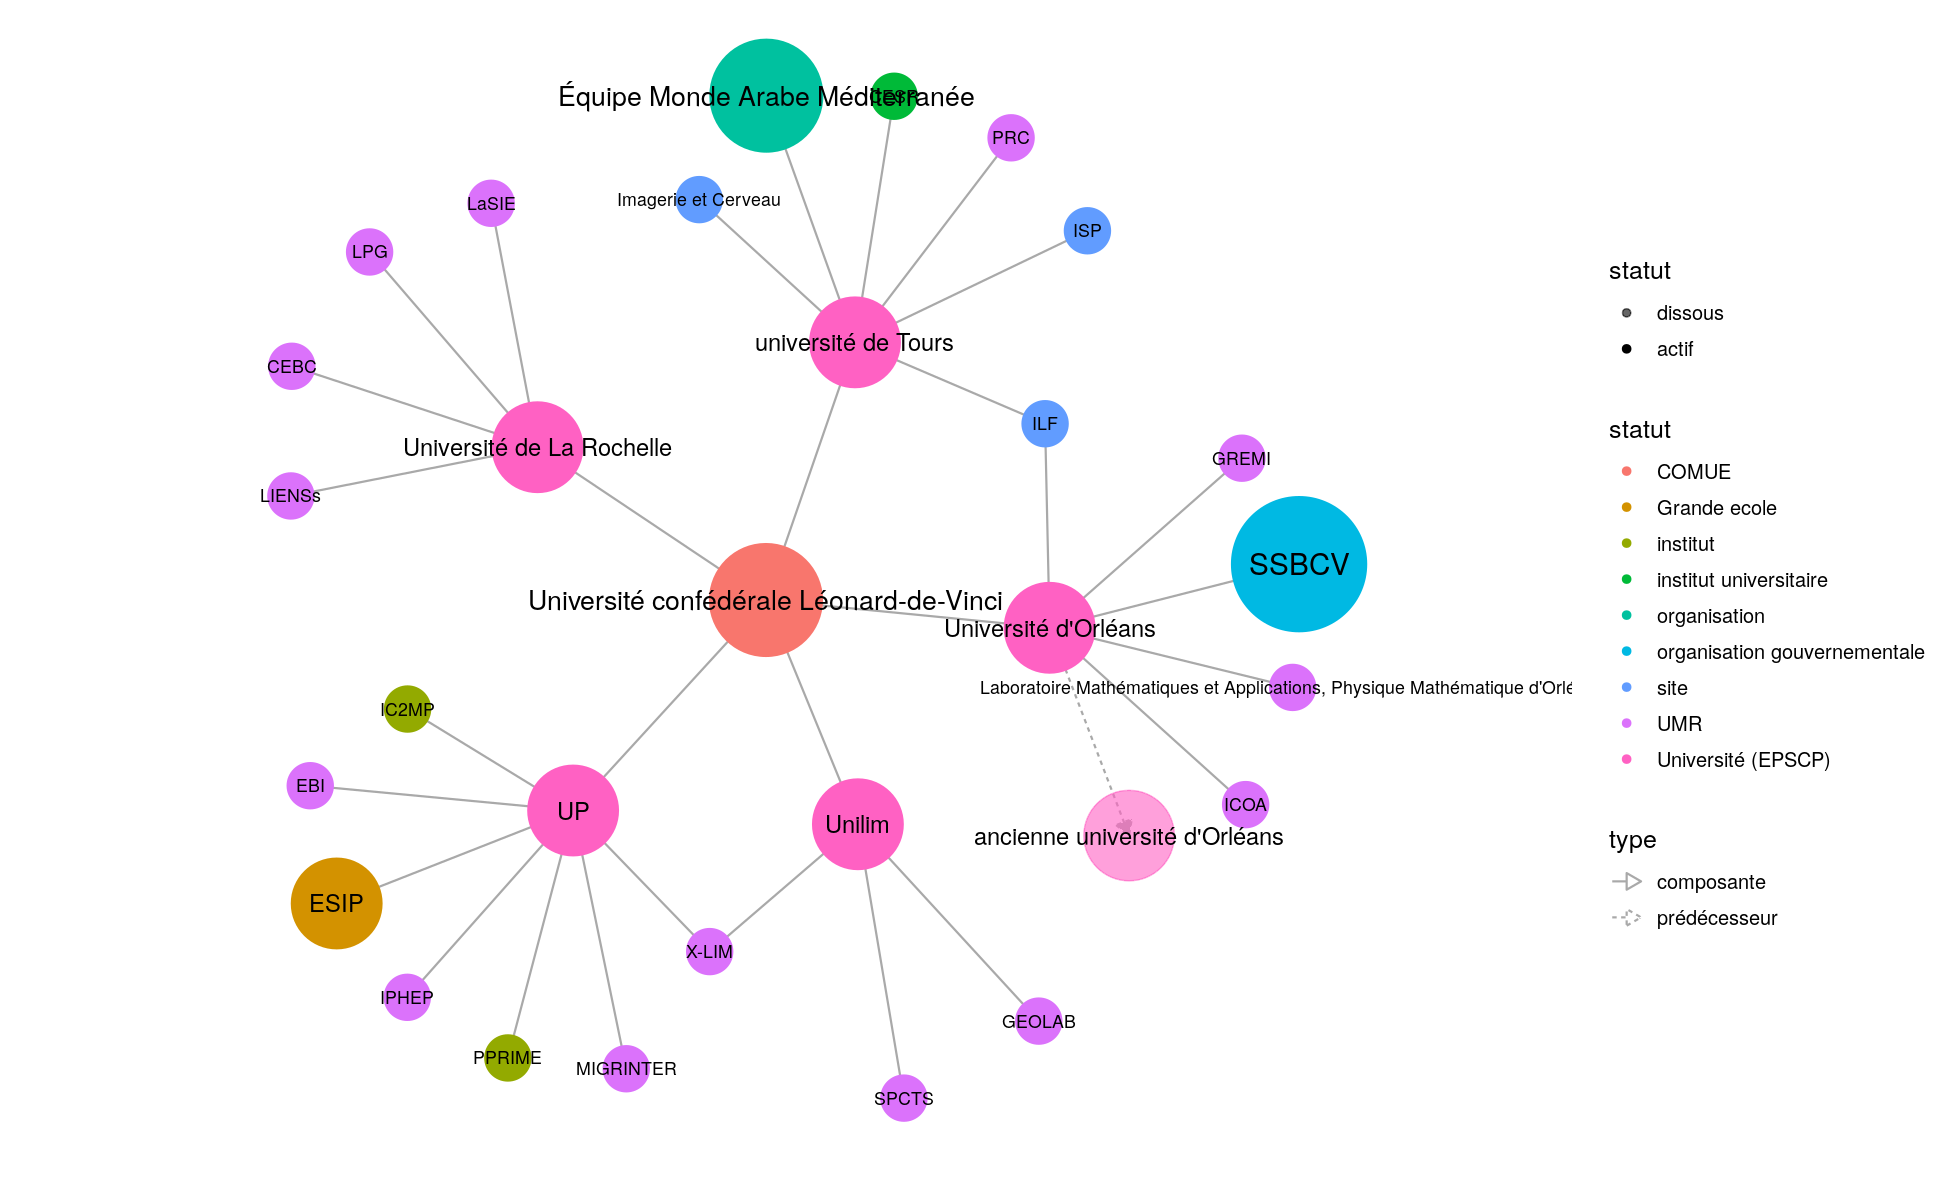 Équipe Monde Arabe Méditerranée
CESR
PRC
Imagerie et Cerveau
LaSIE
ISP
LPG
université de Tours
CEBC
ILF
Université de La Rochelle
GREMI
LIENSs
SSBCV
Université confédérale Léonard-de-Vinci
Université d'Orléans
Laboratoire Mathématiques et Applications, Physique Mathématique d'Orlé
IC2MP
EBI
UP
Unilim
ICOA
ancienne université d'Orléans
ESIP
X-LIM
IPHEP
GEOLAB
PPRIME
MIGRINTER
SPCTS
statut
dissous
actif
statut
COMUE
Grande ecole
institut
institut universitaire
organisation
organisation gouvernementale
site
UMR
Université (EPSCP)
type
composante
prédécesseur